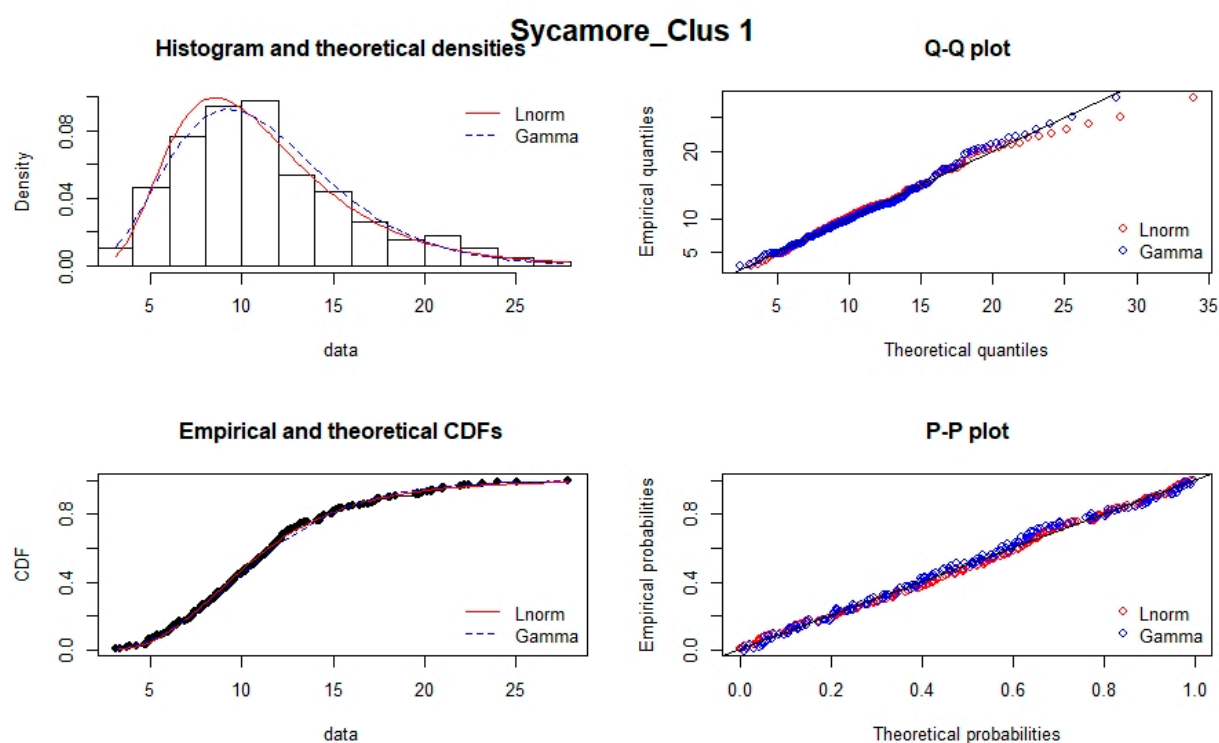 Sycamore_Clus 1
Histogram and theoretical densities
Density
0.00 0.04 0.08
Lnorm
Gamma
5 10 15 20 25
data
Q-Q plot
Empirical quantiles
5 10 20
Lnorm
Gamma
5 10 15 20 25 30 35
Theoretical quantiles
Empirical and theoretical CDFs
CDF
0.0 0.4 0.8
Lnorm
Gamma
5 10 15 20 25
data
P-P plot
Empirical probabilities
0.0 0.4 0.8
Lnorm
Gamma
0.0 0.2 0.4 0.6 0.8 1.0
Theoretical probabilities